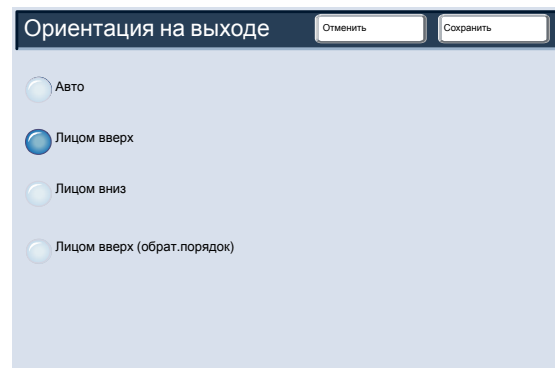 Ориентация на выходе
Отменить
Сохранить
Авто
Лицом вверх
Лицом вниз
Лицом вверх (обрат.порядок)